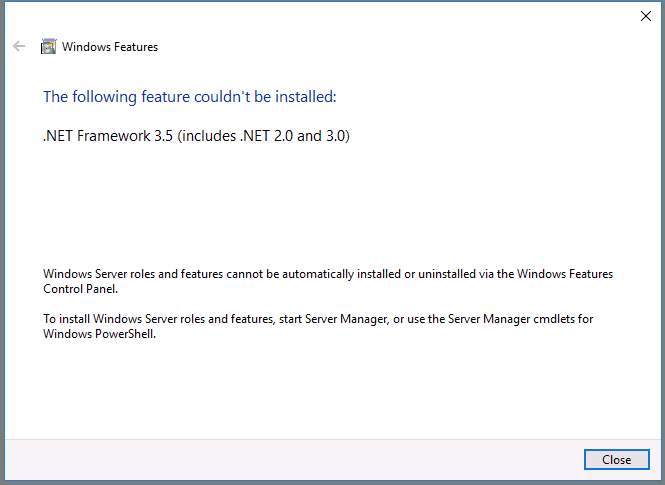 Windows Features
The following feature couldn't be installed:
.NET Framework 3.5 (includes .NET 2.0 and 3.0)
Windows Server roles and features cannot be automatically installed or uninstalled via the Windows Features
Control Panel.
To install Windows Server roles and features, start Server Manager, or use the Server Manager cmdlets for
Windows PowerShell.
Close